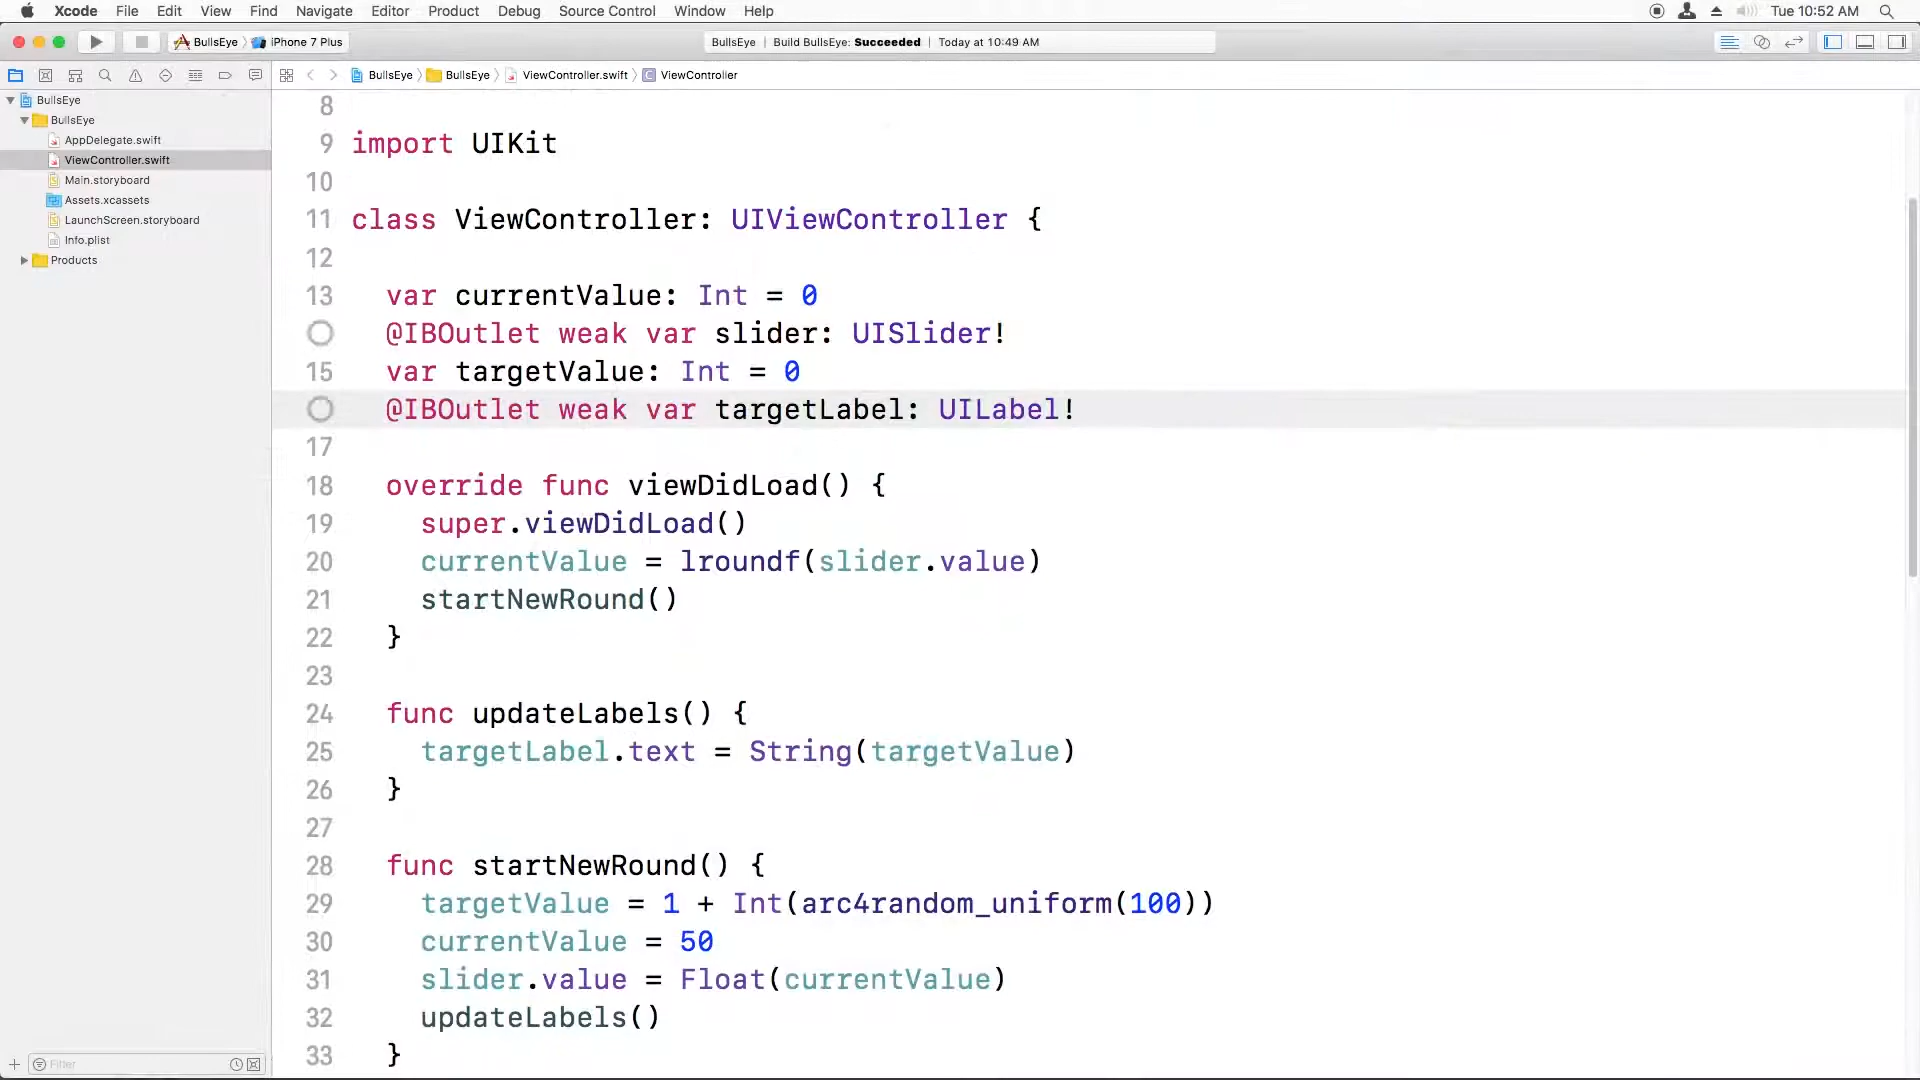 Xcode File Edit View Find Navigate Editor Product Debug Source Control Window Help Tue 10:52 AM
BullsEye iPhone 7 Plus BullsEye | Build BullsEye: Succeeded | Today at 10:49 AM
BullsEye BullsEye ViewController.swift C ViewController
BullsEye
BullsEye
AppDelegate.swift
ViewController.swift
Main.storyboard
Assets.xcassets
LaunchScreen.storyboard
Info.plist
Products
Filter
8
9 import UIKit
10
11 class ViewController: UIViewController {
12
13 var currentValue: Int = 0
@IBOutlet weak var slider: UISlider!
15 var targetValue: Int = 0
@IBOutlet weak var targetLabel: UILabel!
17
18 override func viewDidLoad() {
19 super.viewDidLoad()
20 currentValue = lroundf(slider.value)
21 startNewRound()
22 }
23
24 func updateLabels() {
25 targetLabel.text = String(targetValue)
26 }
27
28 func startNewRound() {
29 targetValue = 1 + Int(arc4random_uniform(100))
30 currentValue = 50
31 slider.value = Float(currentValue)
32 updateLabels()
33 }